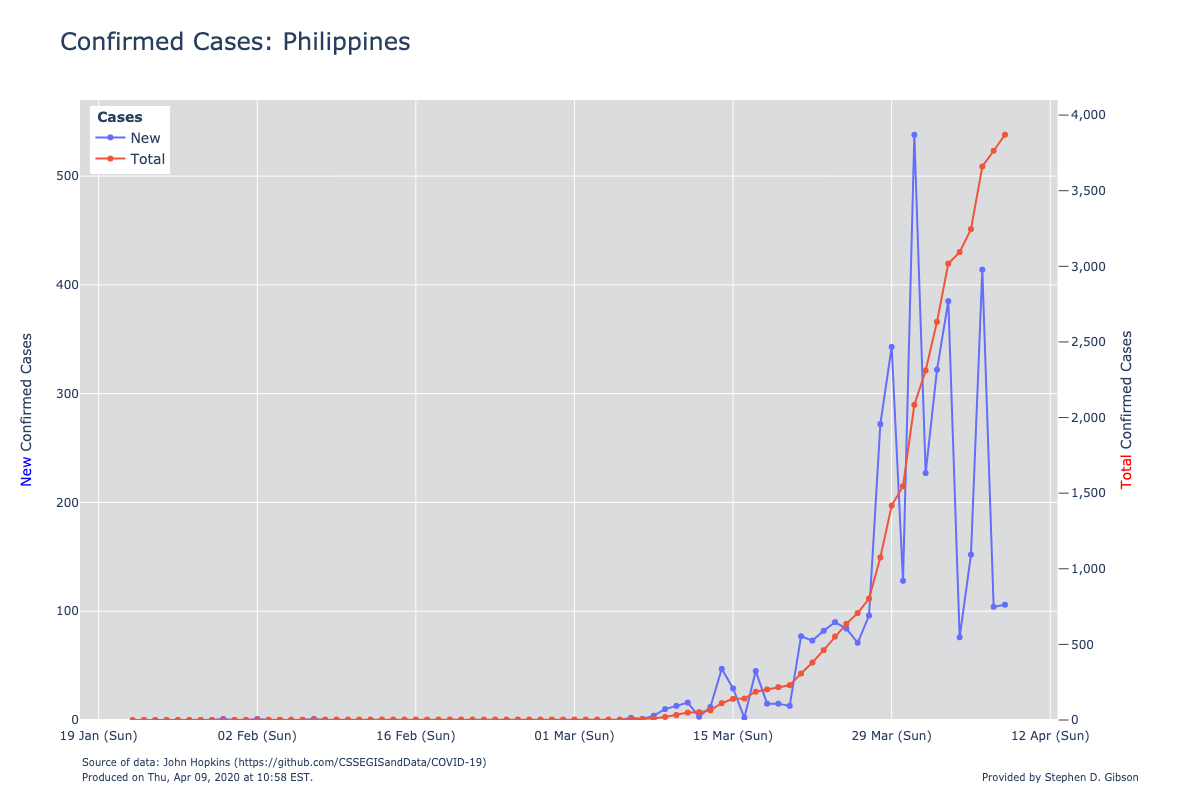 Confirmed Cases: Philippines
Cases
New
Total
500
400
300
200
100
0
New Confirmed Cases
4,000
3,500
3,000
2,500
2,000
1,500
1,000
500
0
Total Confirmed Cases
19 Jan (Sun) 02 Feb (Sun) 16 Feb (Sun) 01 Mar (Sun) 15 Mar (Sun) 29 Mar (Sun) 12 Apr (Sun)
Source of data: John Hopkins (https://github.com/CSSEGISandData/COVID-19)
Produced on Thu, Apr 09, 2020 at 10:58 EST.
Provided by Stephen D. Gibson